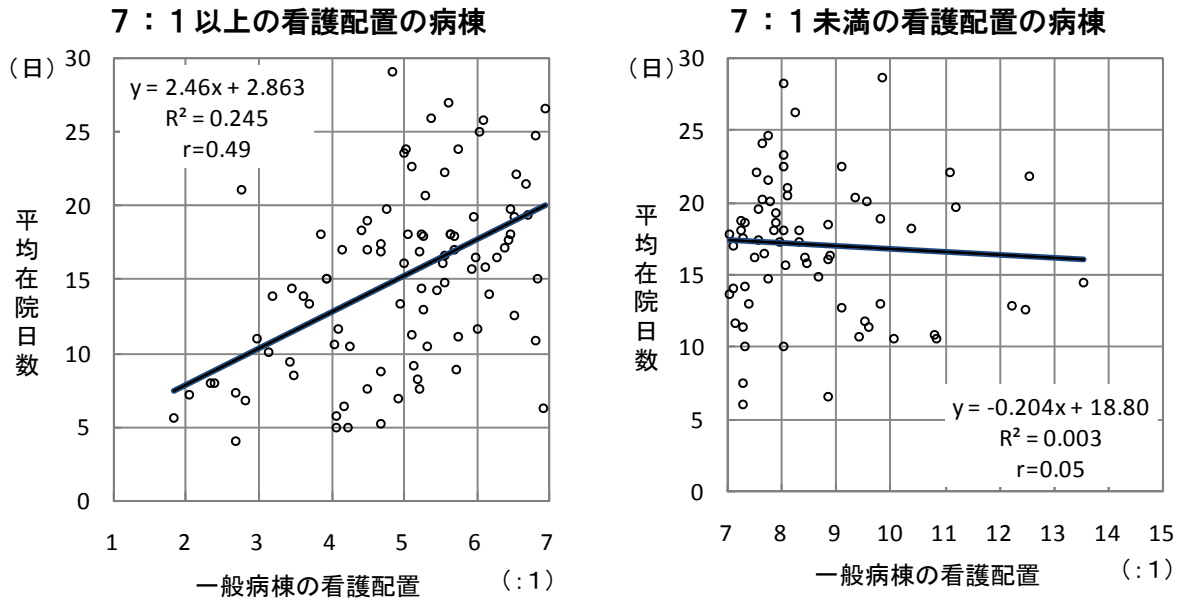 ７：１以上の看護配置の病棟
（日）
30
25
20
15
10
5
0
y = 2.46x + 2.863
R² = 0.245
r=0.49
平均在院日数
1 2 3 4 5 6 7
一般病棟の看護配置
（:１）
７：１未満の看護配置の病棟
（日）
30
25
20
15
10
5
0
y = -0.204x + 18.80
R² = 0.003
r=0.05
平均在院日数
7 8 9 10 11 12 13 14 15
一般病棟の看護配置
（:１）